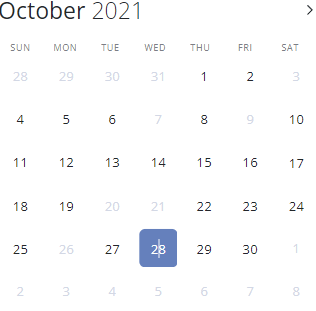 October 2021
SUN MON TUE WED THU FRI SAT
28 29 30 31 1 2 3
4 5 6 7 8 9 10
11 12 13 14 15 16 17
18 19 20 21 22 23 24
25 26 27 28 29 30 1
2 3 4 5 6 7 8